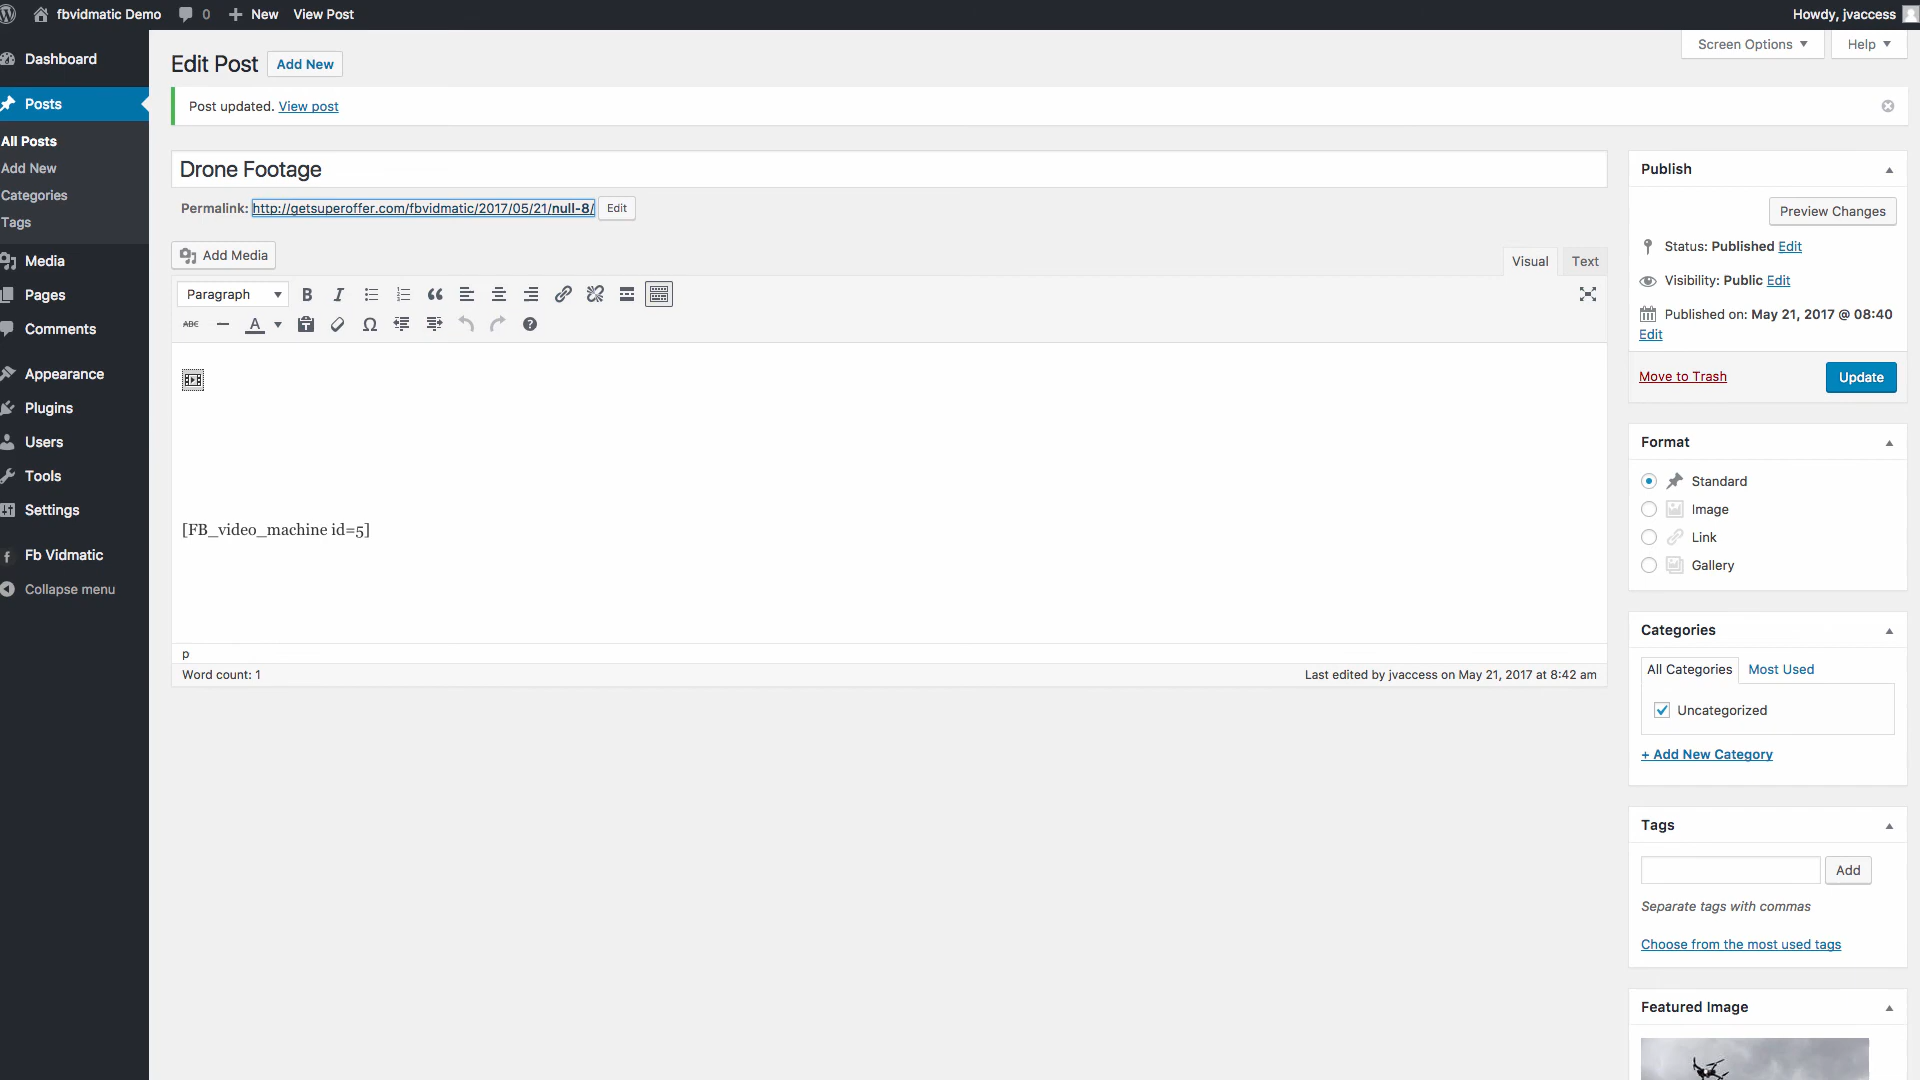 fbvidmatic Demo 0 New View Post Howdy, jvaccess
Screen Options Help
Dashboard
Posts
All Posts
Add New
Categories
Tags
Media
Pages
Comments
Appearance
Plugins
Users
Tools
Settings
Fb Vidmatic
Collapse menu
Edit Post Add New
Post updated. View post
Drone Footage
Permalink: http://getsuperoffer.com/fbvidmatic/2017/05/21/null-8/ Edit
Add Media
Visual Text
Paragraph B I
ABC A Ω
[FB_video_machine id=5]
p
Word count: 1 Last edited by jvaccess on May 21, 2017 at 8:42 am
Publish
Preview Changes
Status: Published Edit
Visibility: Public Edit
Published on: May 21, 2017 @ 08:40
Edit
Move to Trash Update
Format
Standard
Image
Link
Gallery
Categories
All Categories Most Used
Uncategorized
+ Add New Category
Tags
Add
Separate tags with commas
Choose from the most used tags
Featured Image